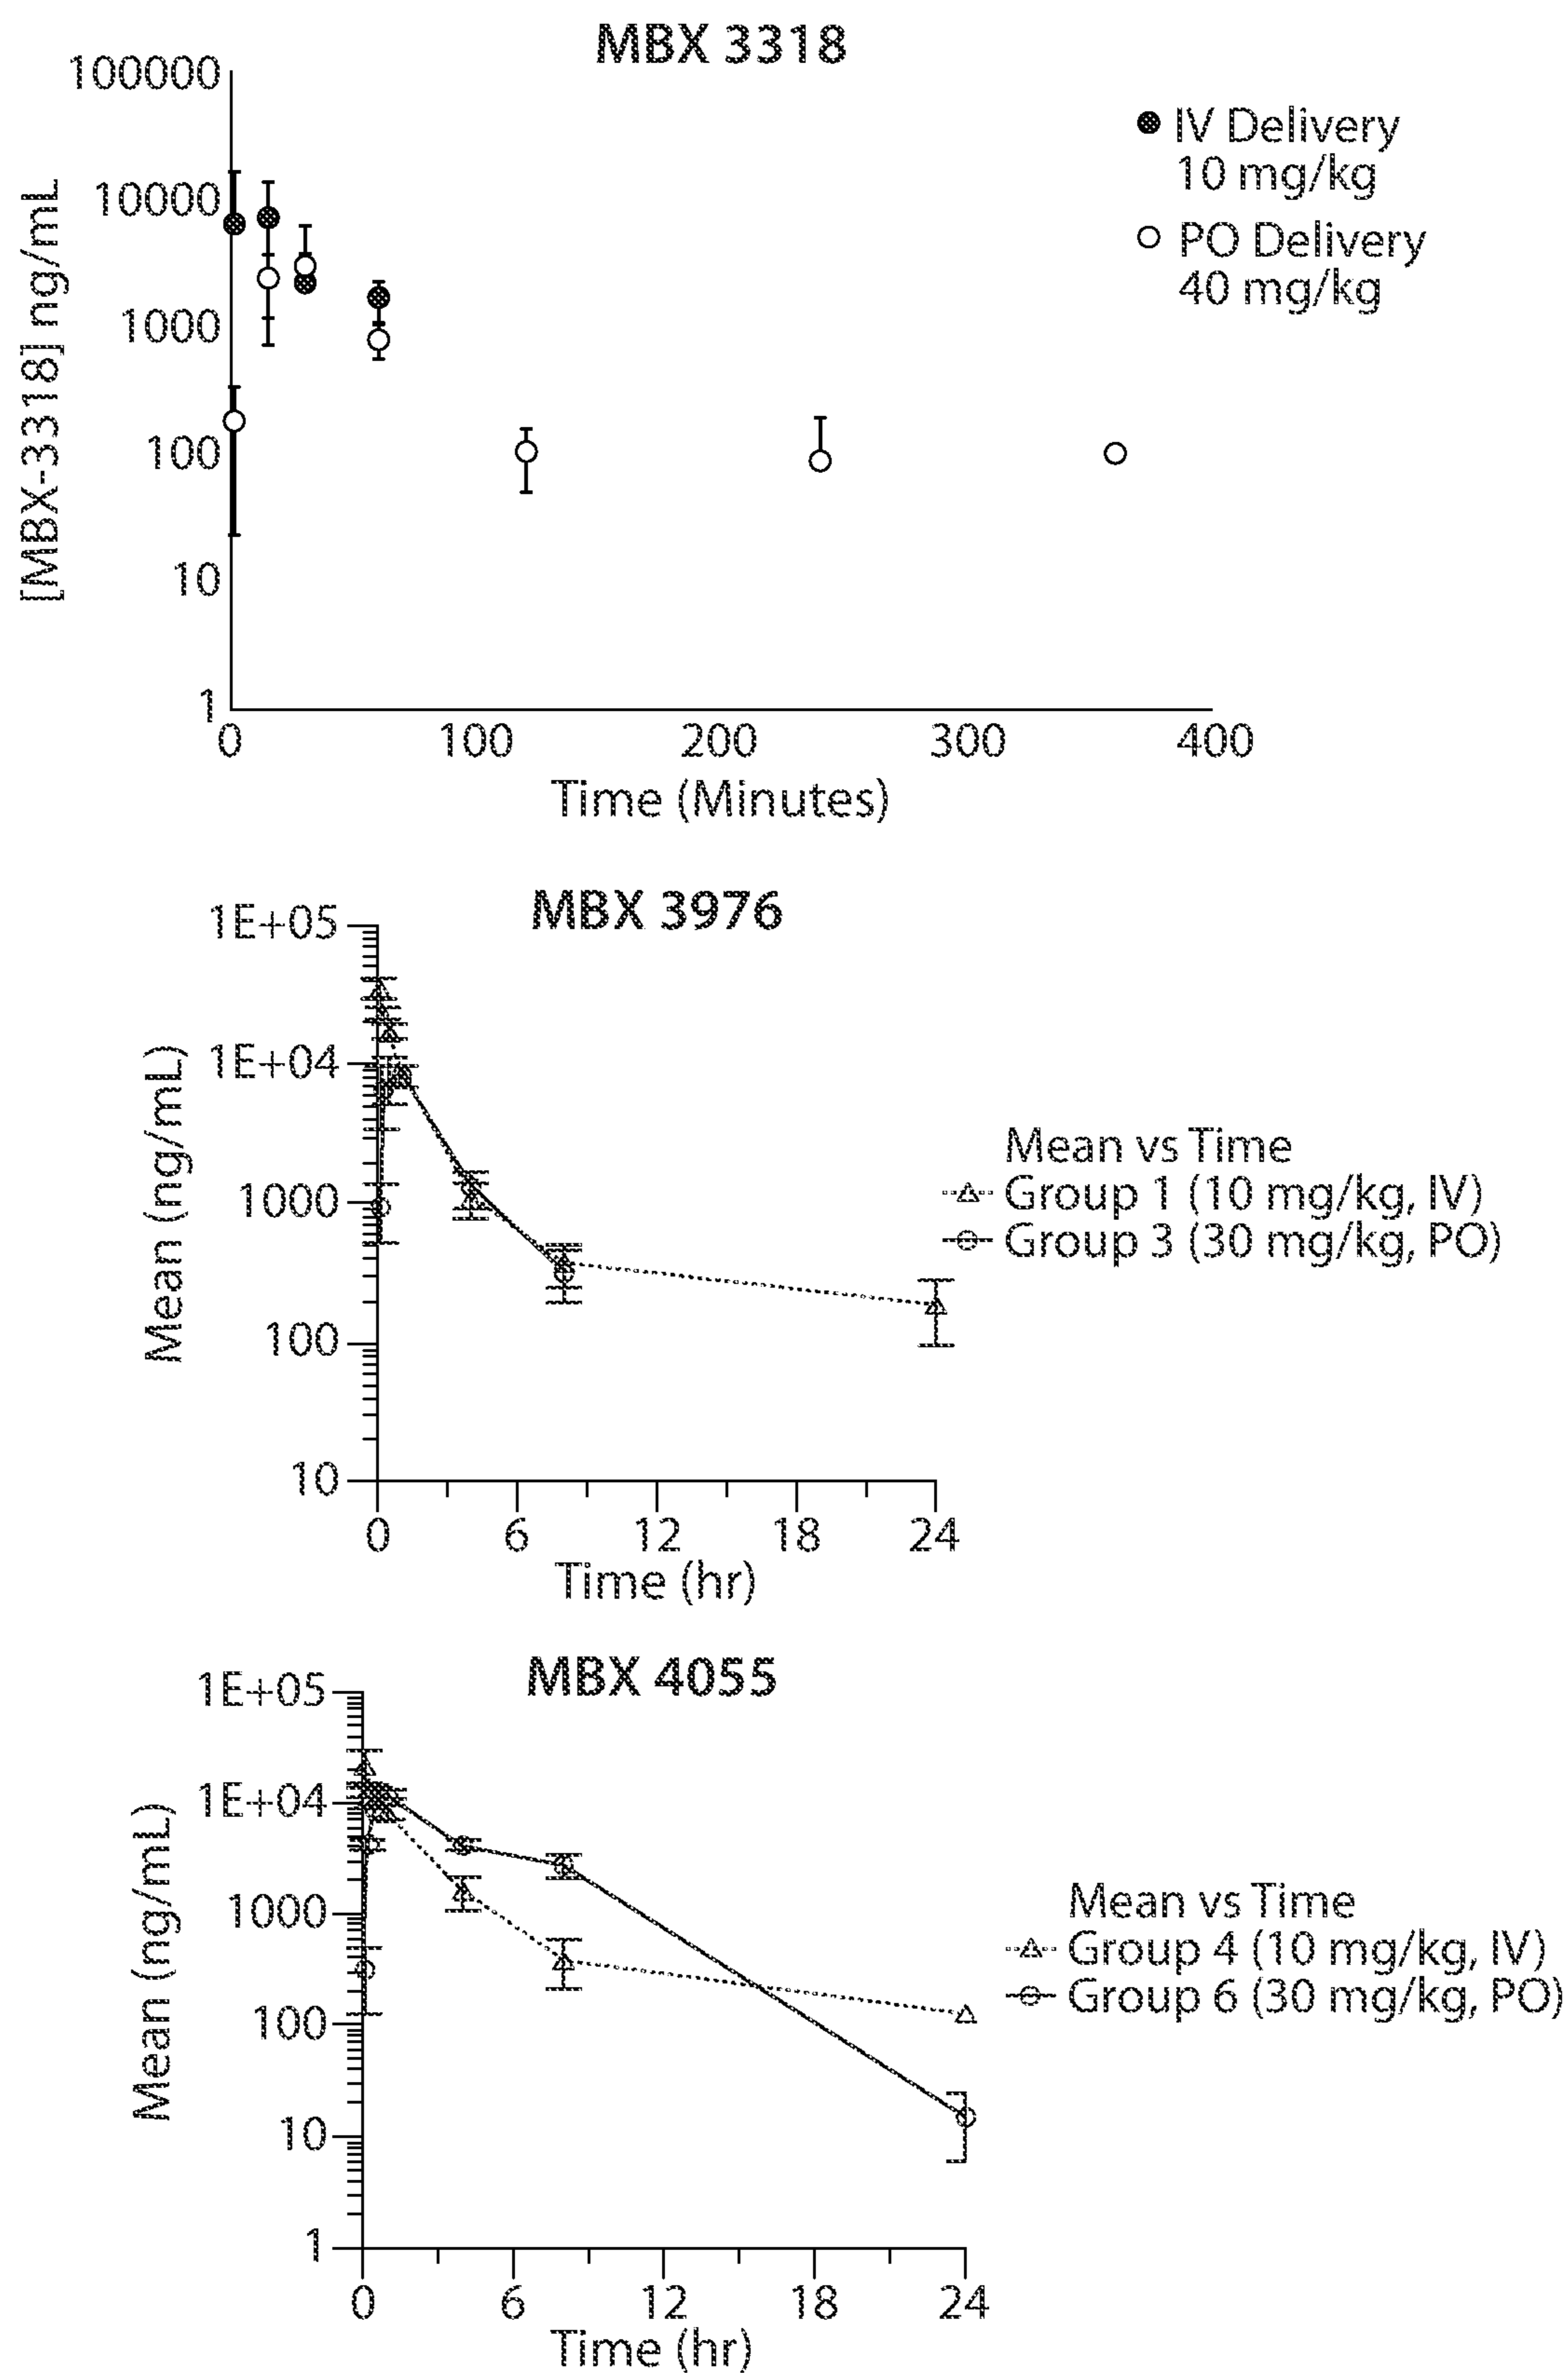 MBX 3318
100000
10000
1000
100
10
1
[MBX-3318] ng/mL
IV Delivery
10 mg/kg
PO Delivery
40 mg/kg
0 100 200 300 400
Time (Minutes)
MBX 3976
1E+05
1E+04
1000
100
10
Mean (ng/mL)
Mean vs Time
Group 1 (10 mg/kg, IV)
Group 3 (30 mg/kg, PO)
0 6 12 18 24
Time (hr)
MBX 4055
1E+05
1E+04
1000
100
10
1
Mean (ng/mL)
Mean vs Time
Group 4 (10 mg/kg, IV)
Group 6 (30 mg/kg, PO)
0 6 12 18 24
Time (hr)